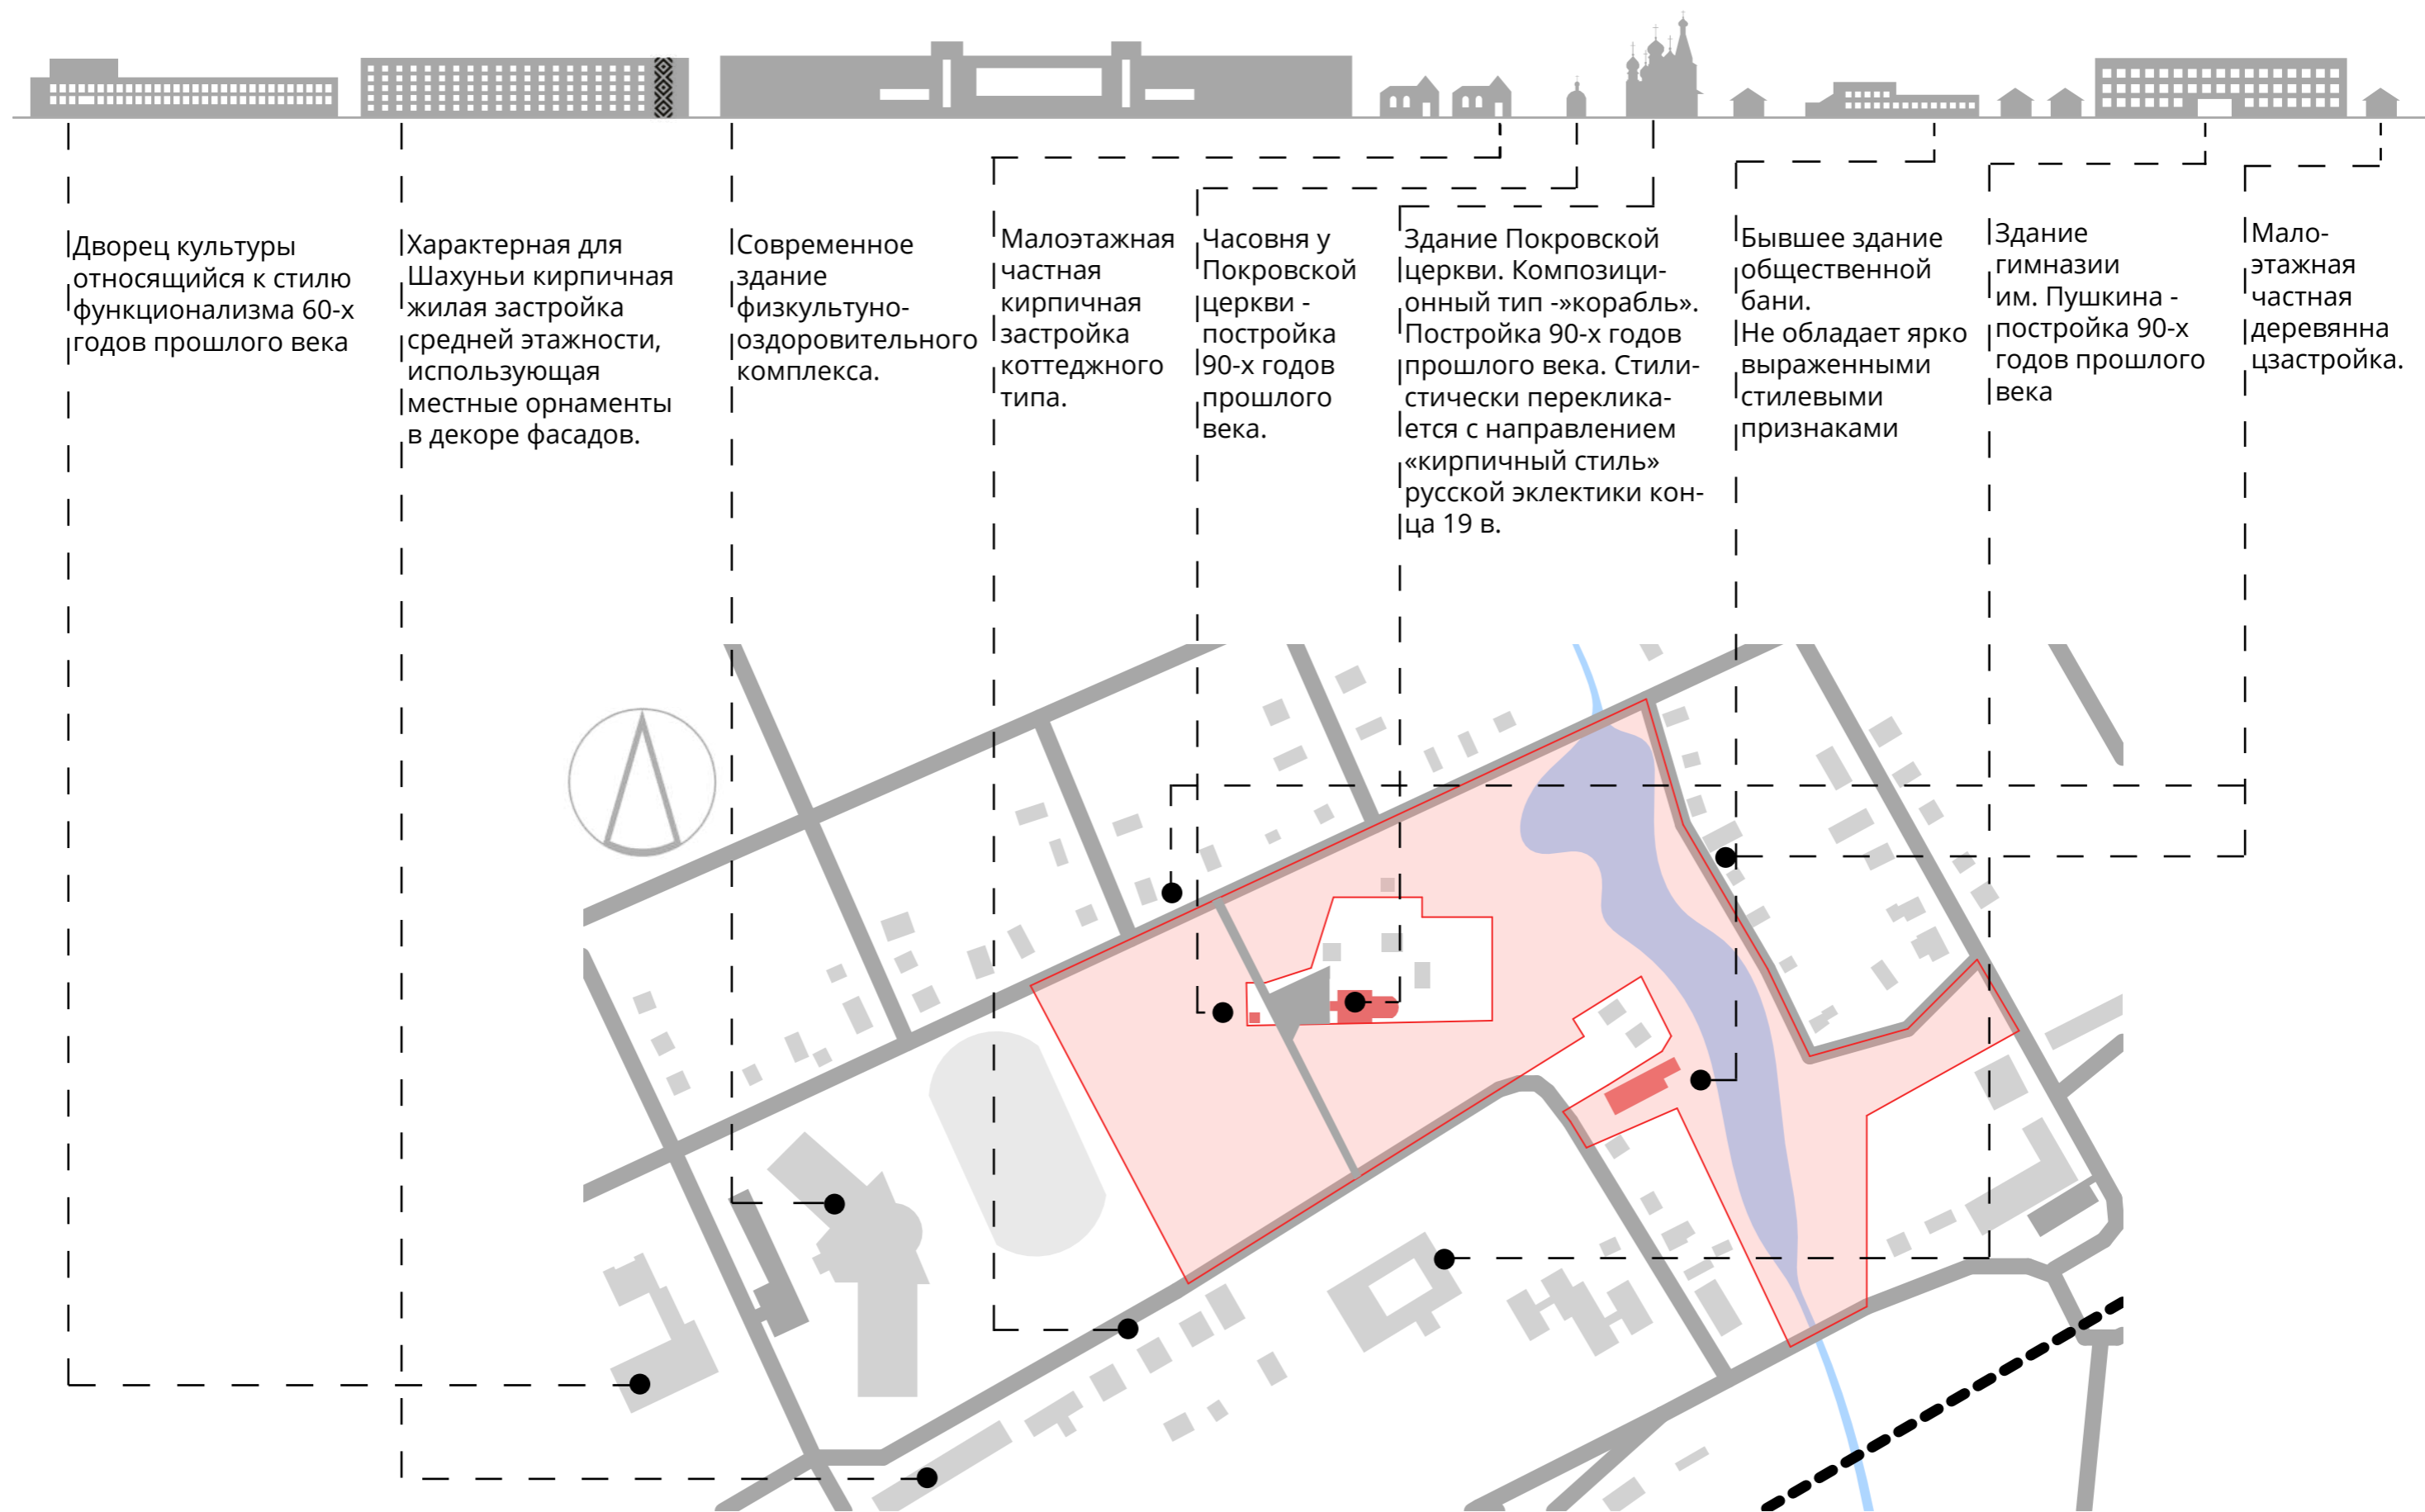 Дворец культуры
относящийся к стилю
функционализма 60-х
годов прошлого века
Характерная для
Шахуньи кирпичная
жилая застройка
средней этажности,
использующая
местные орнаменты
в декоре фасадов.
Современное
здание
физкультуно-
оздоровительного
комплекса.
Малоэтажная
частная
кирпичная
застройка
коттеджного
типа.
Часовня у
Покровской
церкви -
постройка
90-х годов
прошлого
века.
Здание Покровской
церкви. Композици-
онный тип -»корабль».
Постройка 90-х годов
прошлого века. Стили-
стически переклика-
ется с направлением
«кирпичный стиль»
русской эклектики кон-
ца 19 в.
Бывшее здание
общественной
бани.
Не обладает ярко
выраженными
стилевыми
признаками
Здание
гимназии
им. Пушкина -
постройка 90-х
годов прошлого
века
Мало-
этажная
частная
деревянна
цзастройка.